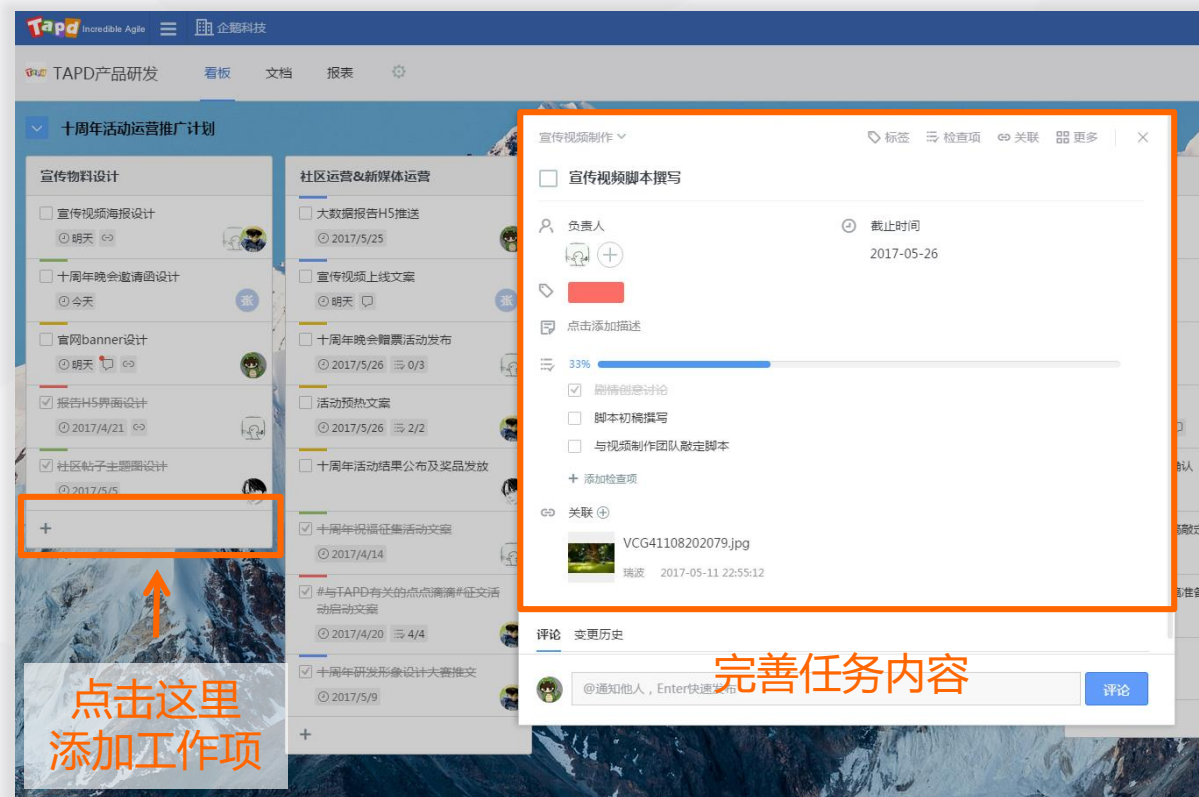 Tapd Incredible Agile 企鹅科技
TAPD产品研发 看板 文档 报表
十周年活动运营推广计划
宣传物料设计
宣传视频海报设计
明天
十周年晚会邀请函设计
今天
张
官网banner设计
明天
报告H5界面设计
2017/4/21
社区帖子主题图设计
2017/5/5
+
点击这里
添加工作项
社区运营&新媒体运营
大数据报告H5推送
2017/5/25
宣传视频上线文案
明天
张
十周年晚会赠票活动发布
2017/5/26 0/3
活动预热文案
2017/5/26 2/2
十周年活动结果公布及奖品发放
十周年祝福征集活动文案
2017/4/14
#与TAPD有关的点点滴滴#征文活
动启动文案
2017/4/20 4/4
十周年研发形象设计大赛推文
2017/5/9
+
宣传视频制作 标签 检查项 关联 更多
宣传视频脚本撰写
负责人 截止时间
2017-05-26
点击添加描述
33%
剧情创意讨论
脚本初稿撰写
与视频制作团队敲定脚本
+ 添加检查项
关联
VCG41108202079.jpg
瑞波 2017-05-11 22:55:12
评论 变更历史
@通知他人，Enter快速发布
评论
完善任务内容